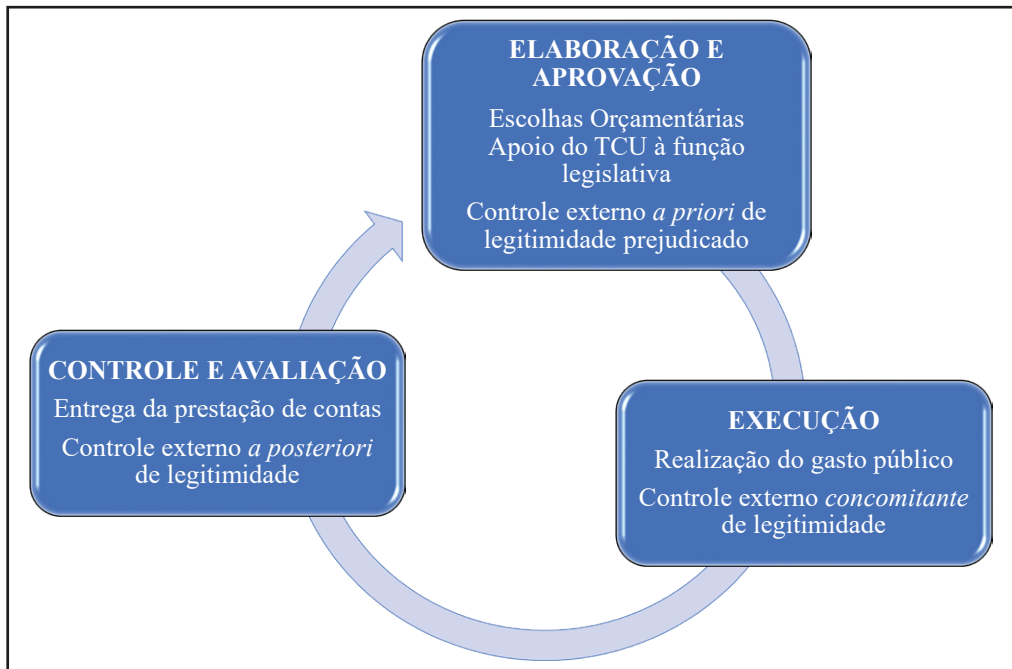 ELABORAÇÃO E
APROVAÇÃO
Escolhas Orçamentárias
Apoio do TCU à função
legislativa
Controle externo a priori de
legitimidade prejudicado
CONTROLE E AVALIAÇÃO
Entrega da prestação de contas
Controle externo a posteriori
de legitimidade
EXECUÇÃO
Realização do gasto público
Controle externo concomitante
de legitimidade